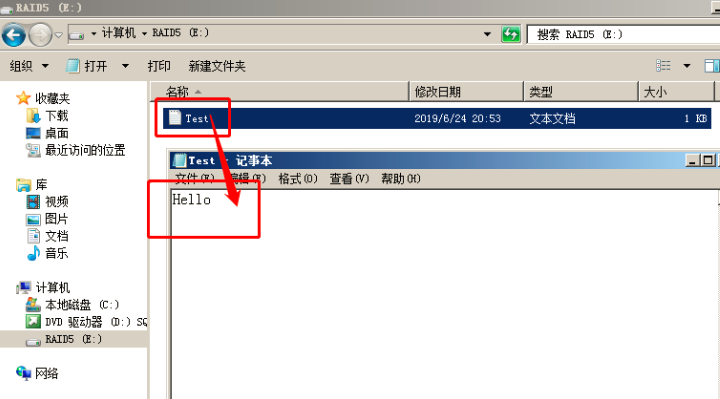 RAID5 (E:)
计算机 RAID5 (E:) 搜索 RAID5 (E:)
组织 打开 打印 新建文件夹
收藏夹
下载
桌面
最近访问的位置
库
视频
图片
文档
音乐
计算机
本地磁盘 (C:)
DVD 驱动器 (D:) SQ
RAID5 (E:)
网络
名称 修改日期 类型 大小
Test 2019/6/24 20:53 文本文档 1 KB
Test - 记事本
文件(F) 编辑(E) 格式(O) 查看(V) 帮助(H)
Hello